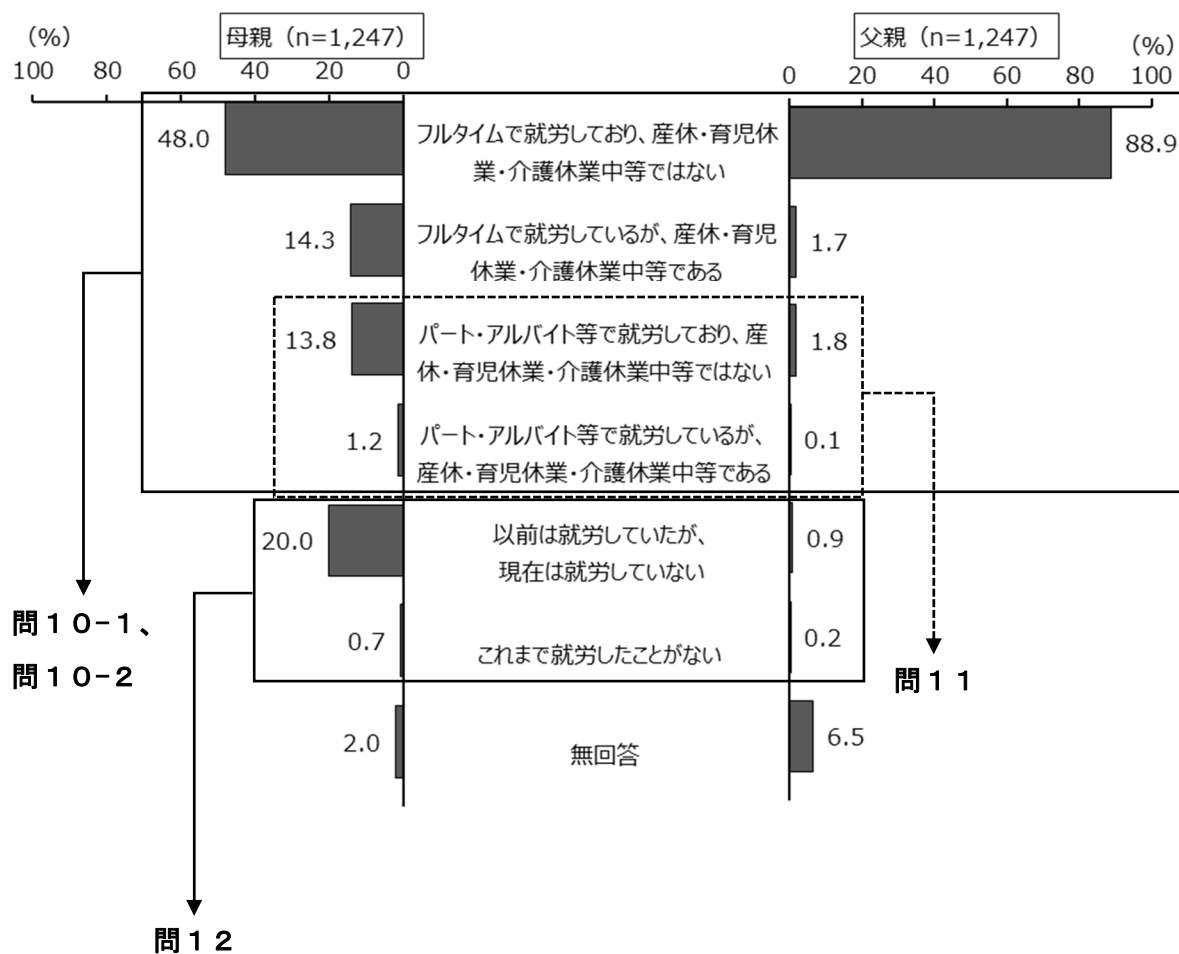 母親（n=1,247）
父親（n=1,247）
(%)
(%)
100 80 60 40 20 0
0 20 40 60 80 100
48.0
フルタイムで就労しており、産休・育児休
業・介護休業中等ではない
88.9
14.3
フルタイムで就労しているが、産休・育児
休業・介護休業中等である
1.7
13.8
パート・アルバイト等で就労しており、産
休・育児休業・介護休業中等ではない
1.8
1.2
パート・アルバイト等で就労しているが、
産休・育児休業・介護休業中等である
0.1
20.0
以前は就労していたが、
現在は就労していない
0.9
問１０-１、
問１０-２
0.7
これまで就労したことがない
0.2
問１１
2.0
無回答
6.5
問１２